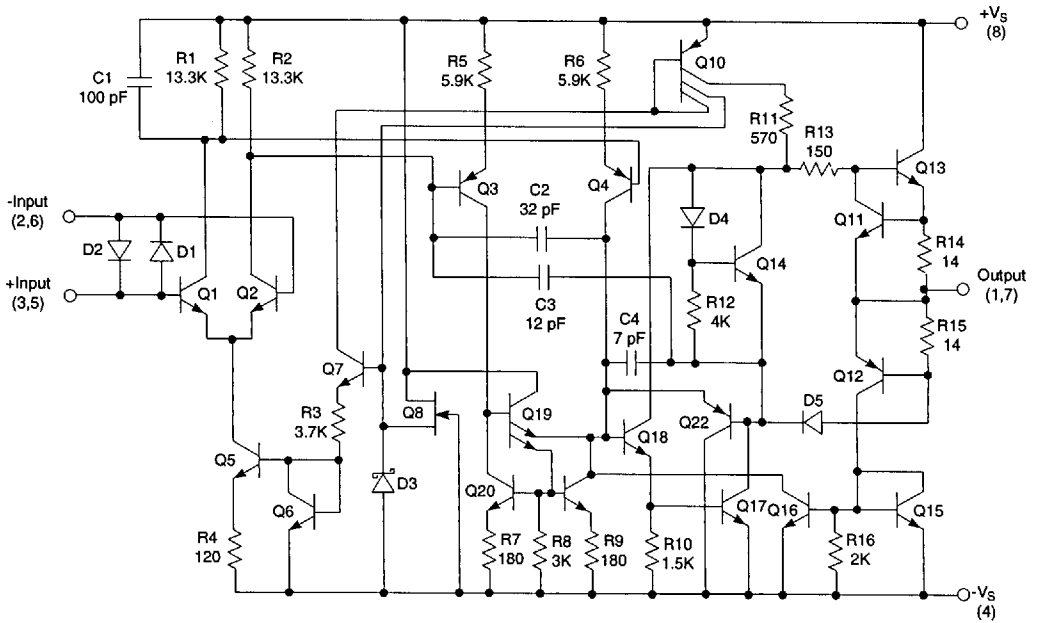 +VS
(8)
R1
13.3K
R2
13.3K
C1
100 pF
R5
5.9K
R6
5.9K
Q10
R11
570
R13
150
Q13
Q3
Q4
C2
32 pF
Q11
-Input
(2,6)
D2
D1
D4
Q14
R14
14
+Input
(3,5)
Q1
Q2
C3
12 pF
R12
4K
Output
(1,7)
C4
7 pF
R15
14
Q7
Q12
Q8
Q19
D5
R3
3.7K
Q18
Q22
Q5
D3
Q20
Q17
Q16
Q15
Q6
R4
120
R7
180
R8
3K
R9
180
R10
1.5K
R16
2K
-VS
(4)